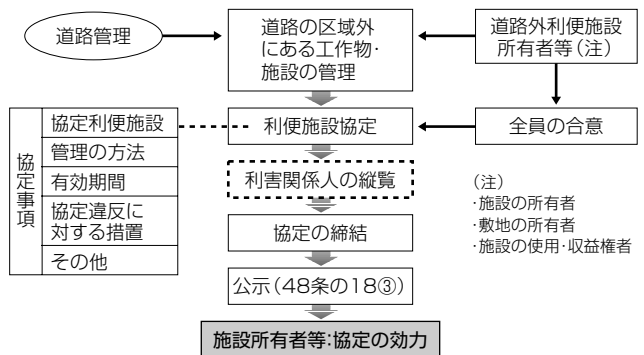 道路管理
道路の区域外
にある工作物・
施設の管理
道路外利便施設
所有者等(注)
協定事項
協定利便施設
管理の方法
有効期間
協定違反に
対する措置
その他
利便施設協定
全員の合意
利害関係人の縦覧
協定の締結
公示(48条の18③)
施設所有者等:協定の効力
(注)
・施設の所有者
・敷地の所有者
・施設の使用・収益権者